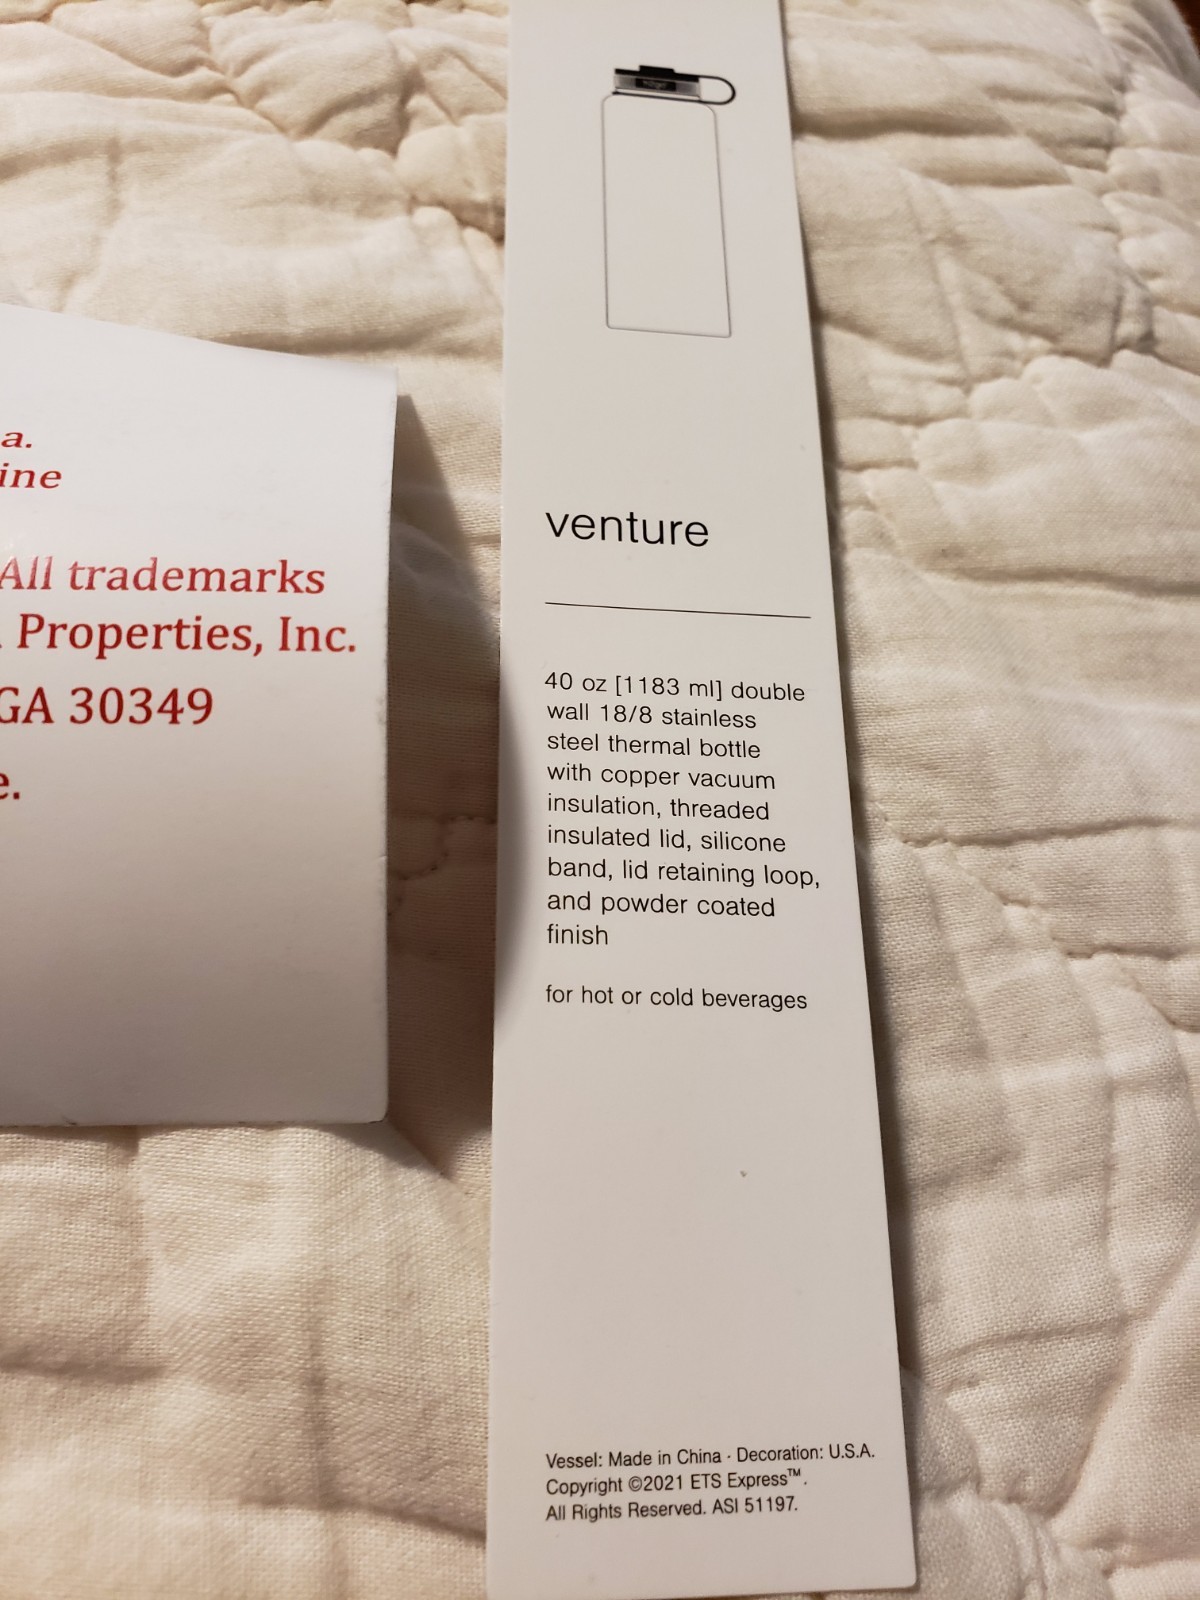 a.
ine
All trademarks
Properties, Inc.
GA 30349
e.
venture
40 oz [1183 ml] double
wall 18/8 stainless
steel thermal bottle
with copper vacuum
insulation, threaded
insulated lid, silicone
band, lid retaining loop,
and powder coated
finish
for hot or cold beverages
Vessel: Made in China · Decoration: U.S.A.
Copyright ©2021 ETS Express™.
All Rights Reserved. ASI 51197.